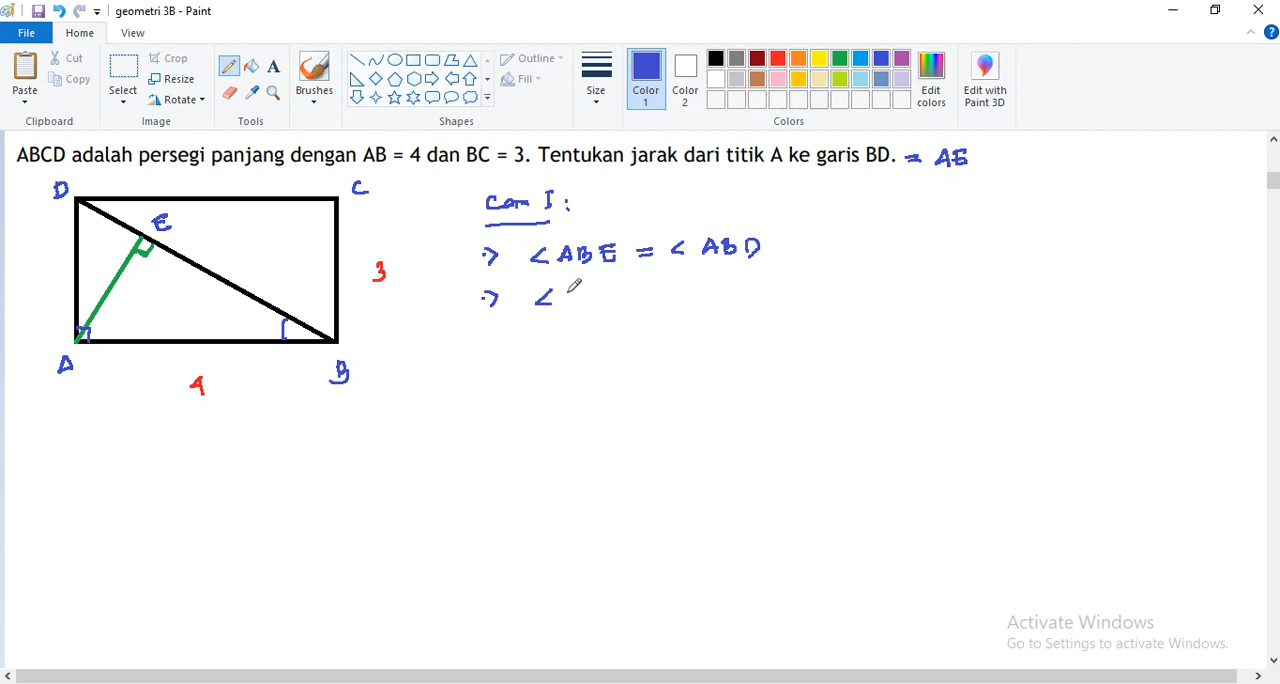 geometri 3B - Paint
File Home View
Paste Cut Copy Clipboard
Select Crop Resize Rotate Image
A Tools
Brushes
Outline Fill Shapes
Size
Color 1 Color 2 Edit colors Colors
Edit with Paint 3D
ABCD adalah persegi panjang dengan AB = 4 dan BC = 3. Tentukan jarak dari titik A ke garis BD. = AE
D C
E
3
A B
4
Cara I :
∠ABE = ∠ABD
∠
Activate Windows
Go to Settings to activate Windows.